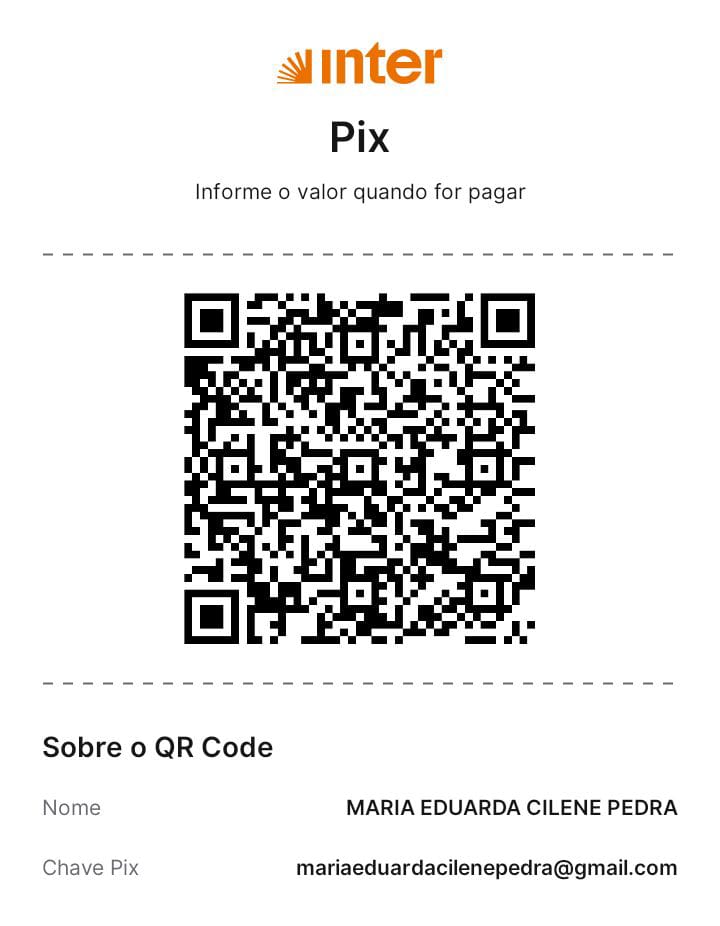 inter
Pix
Informe o valor quando for pagar
Sobre o QR Code
Nome MARIA EDUARDA CILENE PEDRA
Chave Pix mariaeduardacilenepedra@gmail.com